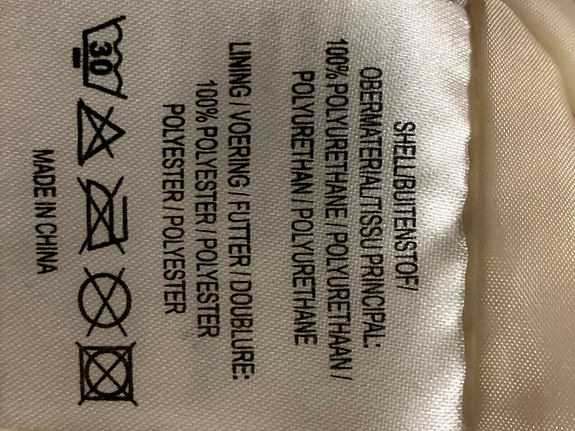 SHELL/BUITENSTOF/
OBERMATERIAL/TISSU PRINCIPAL:
100% POLYURETHANE / POLYURETHAAN /
POLYURETHAN / POLYURETHANE
LINING / VOERING / FUTTER / DOUBLURE:
100% POLYESTER / POLYESTER
POLYESTER / POLYESTER
30
MADE IN CHINA